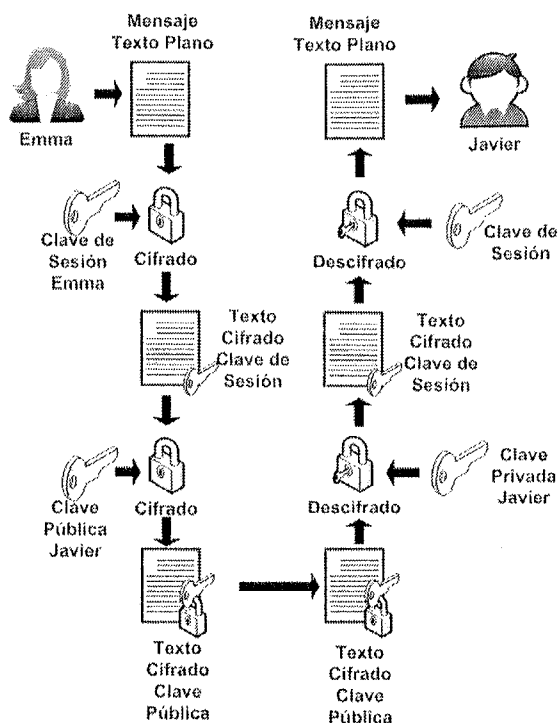 Mensaje
Texto Plano
Emma
Clave de
Sesión
Emma
Cifrado
Texto
Cifrado
Clave de
Sesión
Clave
Pública
Javier
Cifrado
Texto
Cifrado
Clave
Pública
Mensaje
Texto Plano
Javier
Descifrado
Clave de
Sesión
Texto
Cifrado
Clave de
Sesión
Descifrado
Clave
Privada
Javier
Texto
Cifrado
Clave
Pública